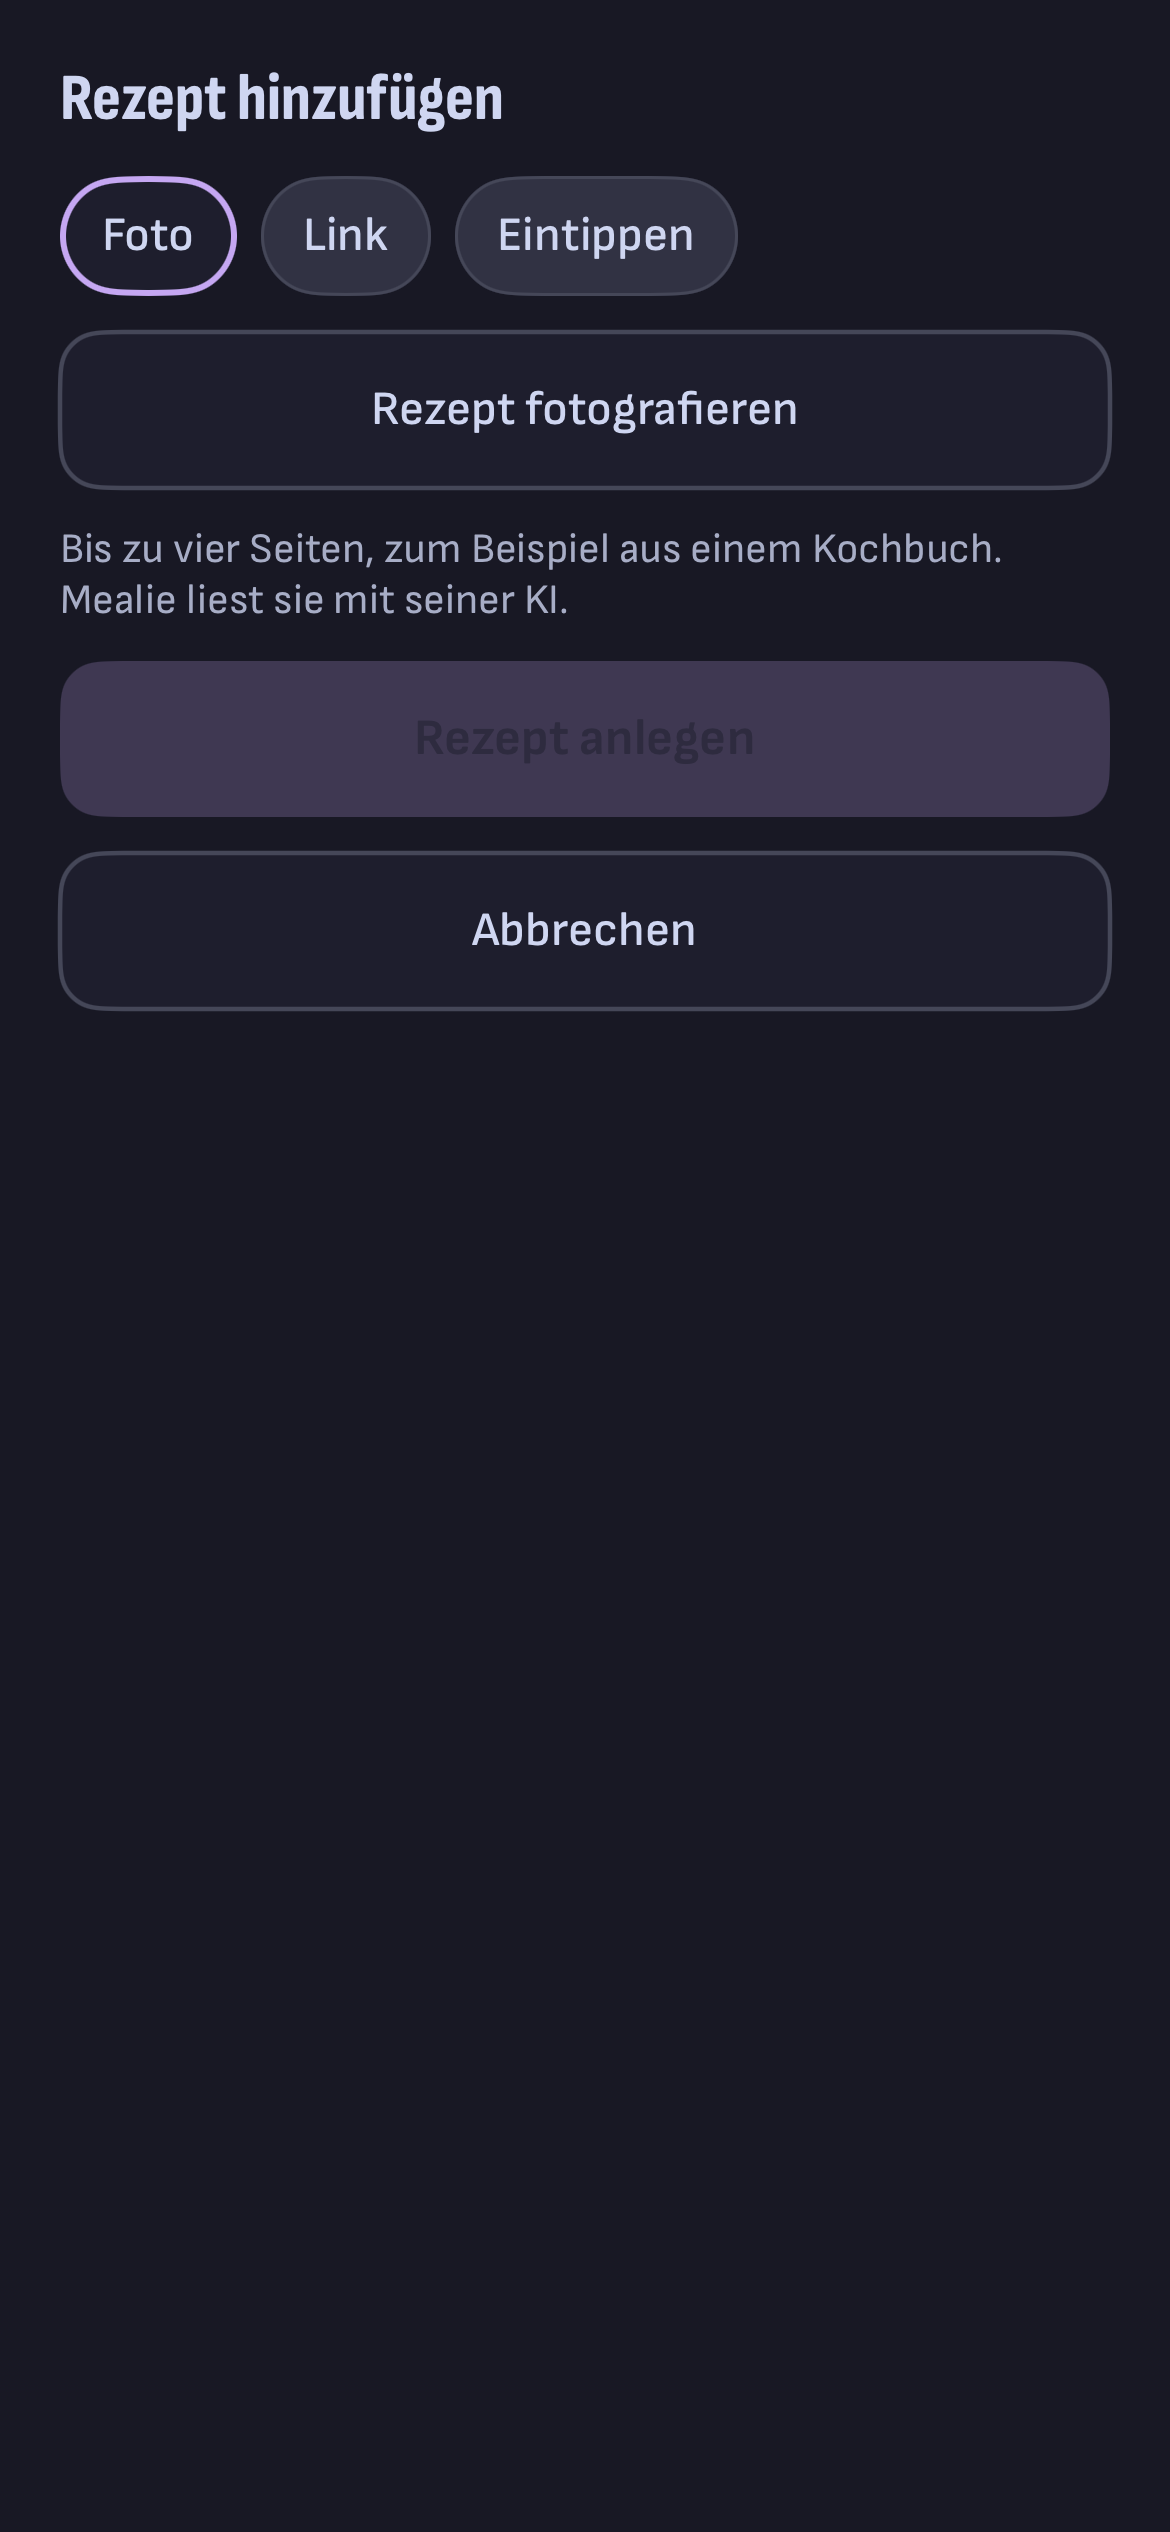 Rezept hinzufügen
Foto
Link
Eintippen
Rezept fotografieren
Bis zu vier Seiten, zum Beispiel aus einem Kochbuch.
Mealie liest sie mit seiner KI.
Rezept anlegen
Abbrechen